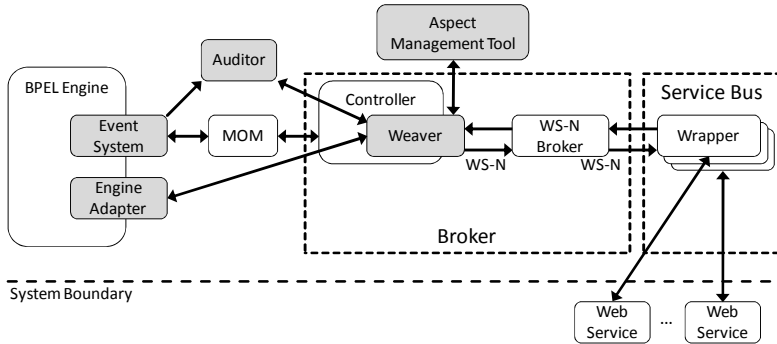 Aspect
Management Tool
Auditor
BPEL Engine
Controller
Service Bus
Event
System
MOM
Weaver
WS-N
Broker
Wrapper
WS-N
WS-N
Engine
Adapter
Broker
System Boundary
Web
Service
...
Web
Service